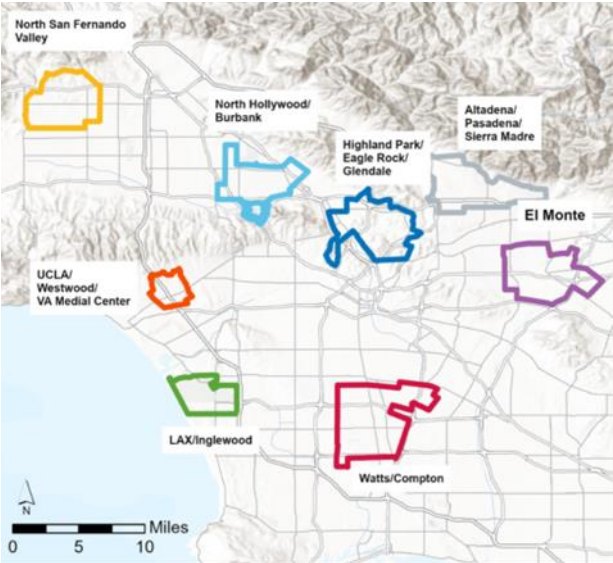 North San Fernando
Valley
North Hollywood/
Burbank
Altadena/
Pasadena/
Sierra Madre
Highland Park/
Eagle Rock/
Glendale
El Monte
UCLA/
Westwood/
VA Medial Center
LAX/Inglewood
Watts/Compton
N
Miles
0 5 10